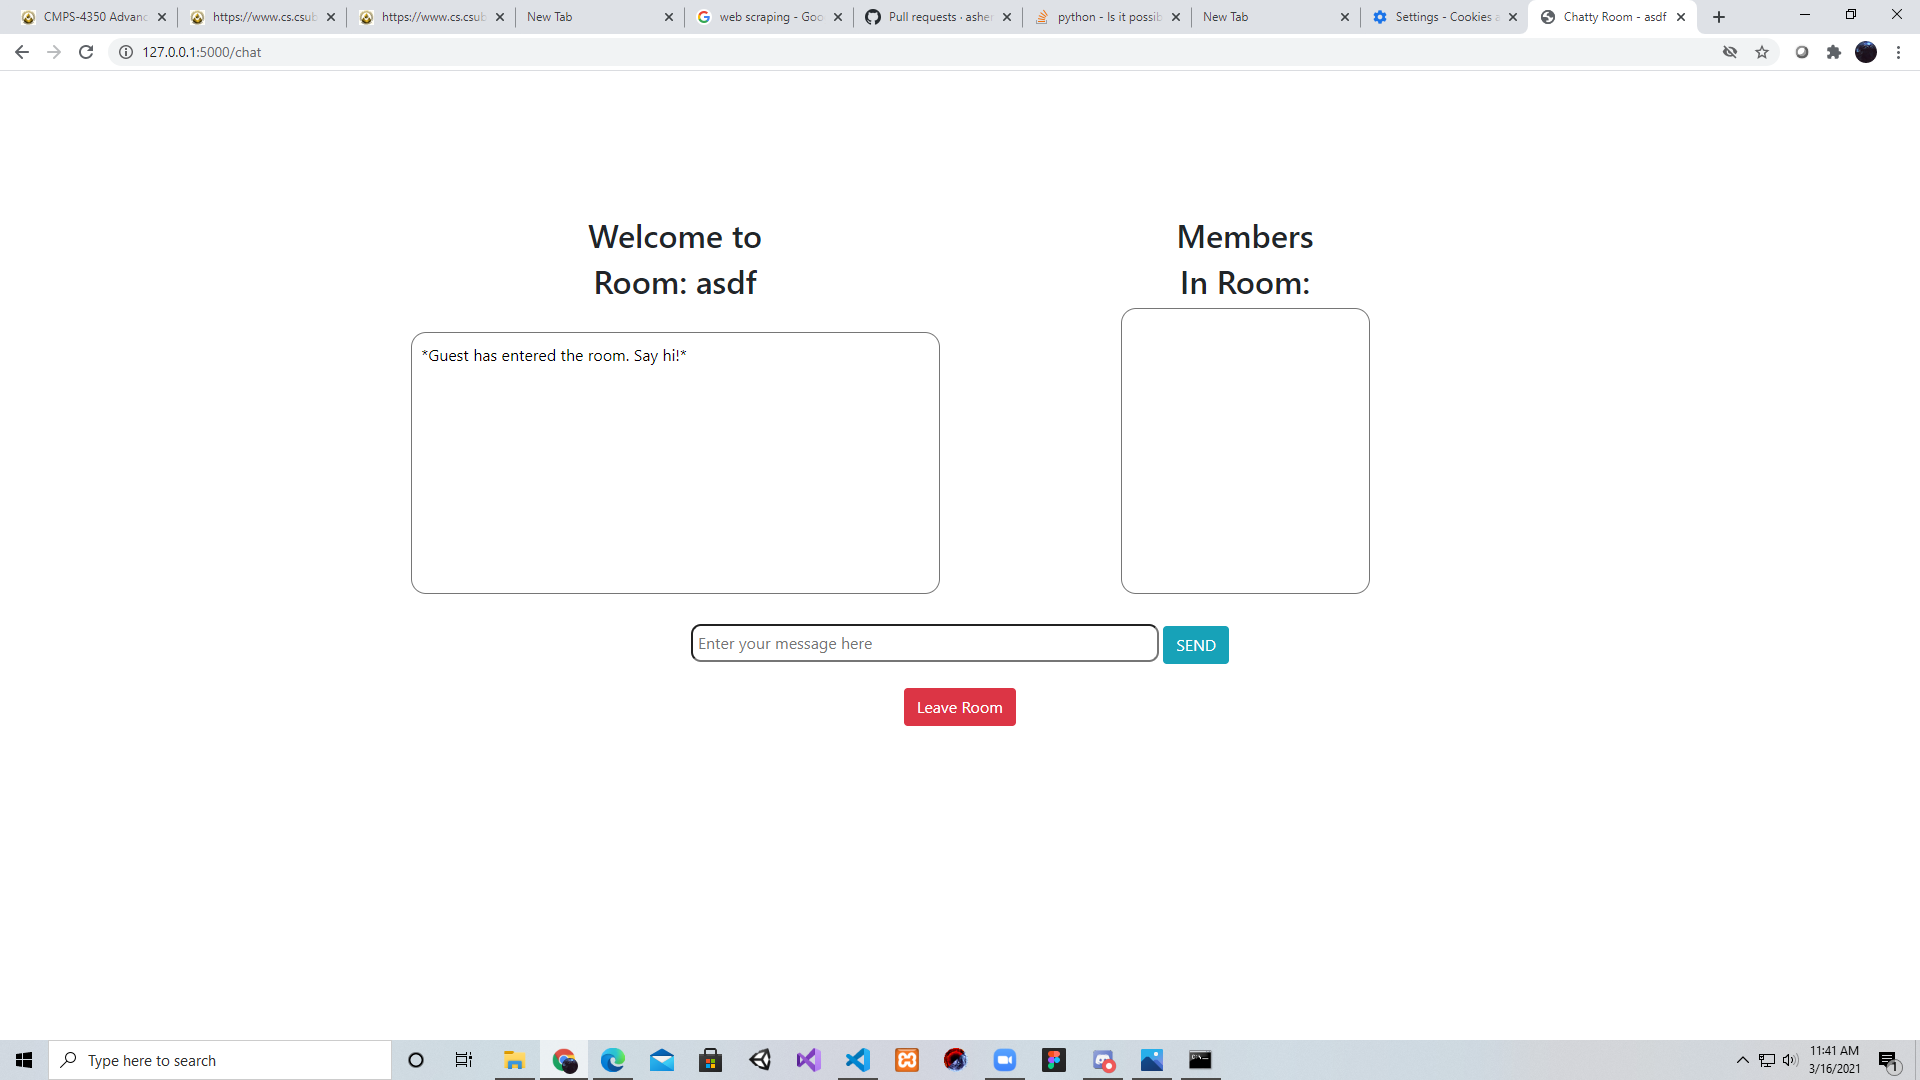 CMPS-4350 Advanc
https://www.cs.csub
https://www.cs.csub
New Tab
web scraping - Goo
Pull requests · asher
python - Is it possib
New Tab
Settings - Cookies a
Chatty Room - asdf
127.0.0.1:5000/chat
Welcome to
Room: asdf
Members
In Room:
*Guest has entered the room. Say hi!*
Enter your message here
SEND
Leave Room
Type here to search
11:41 AM
3/16/2021
1